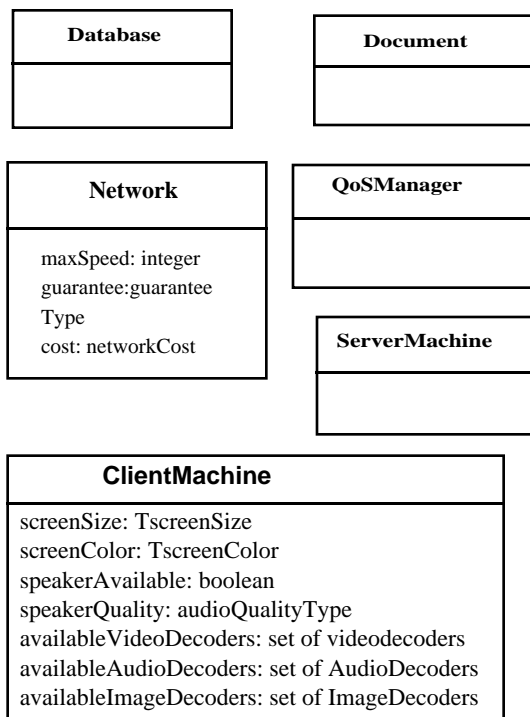 Database
Document
Network
maxSpeed: integer
guarantee:guarantee
Type
cost: networkCost
QoSManager
ServerMachine
ClientMachine
screenSize: TscreenSize
screenColor: TscreenColor
speakerAvailable: boolean
speakerQuality: audioQualityType
availableVideoDecoders: set of videodecoders
availableAudioDecoders: set of AudioDecoders
availableImageDecoders: set of ImageDecoders